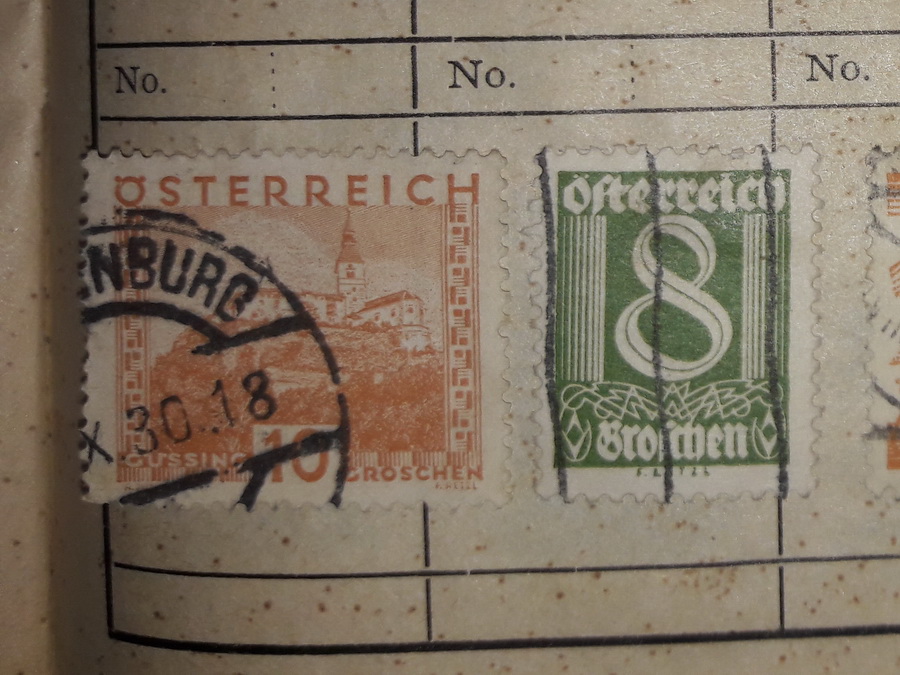 No.
No.
No.
ÖSTERREICH
NBURG
X .30.18
GÜSSING 10 GROSCHEN
Österreich
8
Groschen